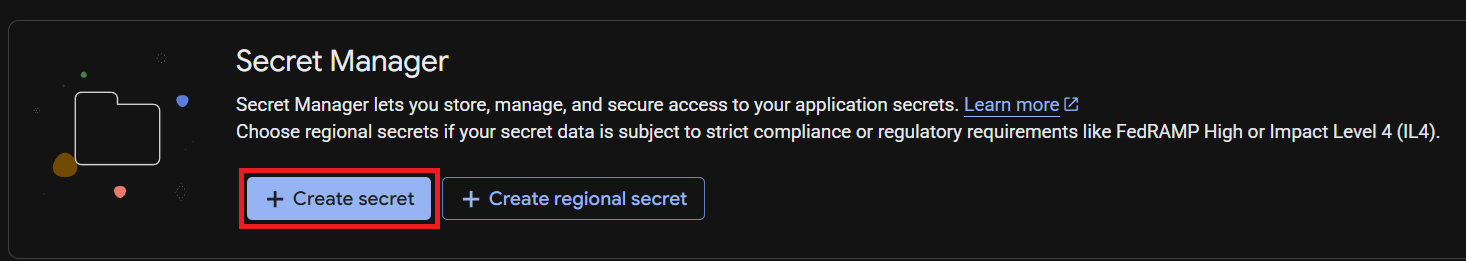 Secret Manager
Secret Manager lets you store, manage, and secure access to your application secrets. Learn more
Choose regional secrets if your secret data is subject to strict compliance or regulatory requirements like FedRAMP High or Impact Level 4 (IL4).
+ Create secret + Create regional secret